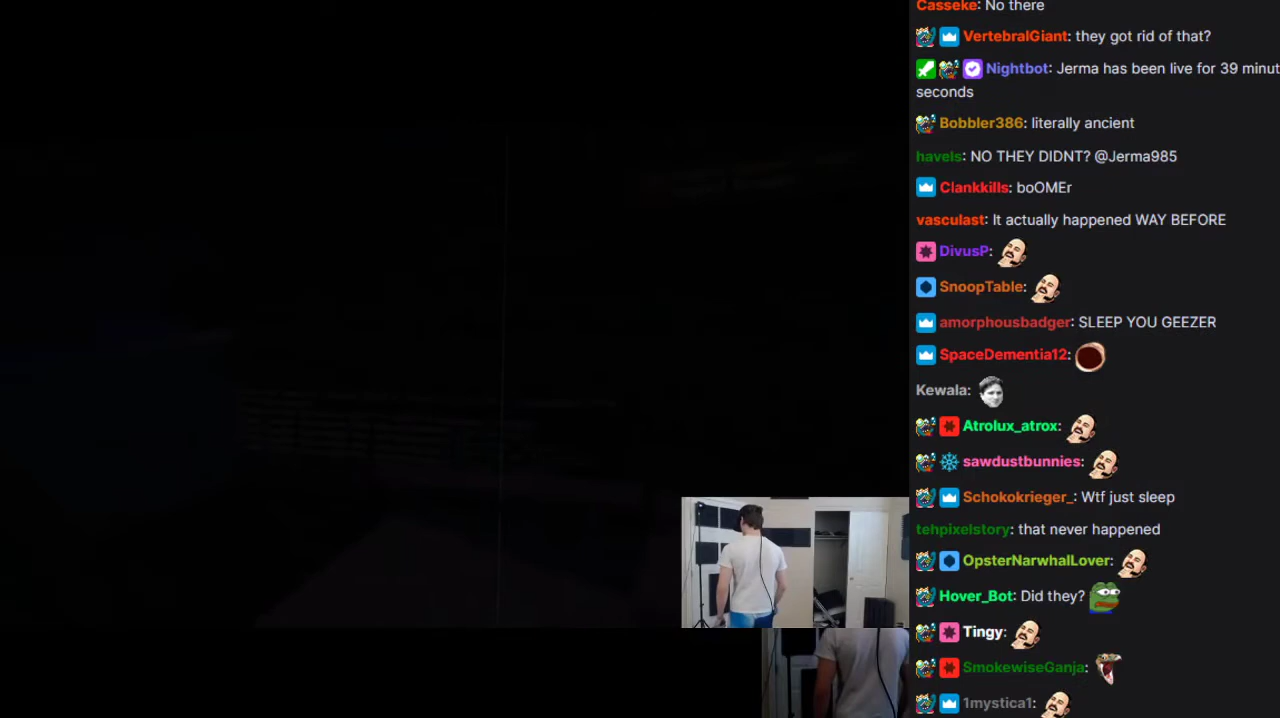 Casseke: No there
VertebralGiant: they got rid of that?
Nightbot: Jerma has been live for 39 minut
seconds
Bobbler386: literally ancient
havels: NO THEY DIDNT? @Jerma985
Clankkills: boOMEr
vasculast: It actually happened WAY BEFORE
DivusP:
SnoopTable:
amorphousbadger: SLEEP YOU GEEZER
SpaceDementia12:
Kewala:
Atrolux_atrox:
sawdustbunnies:
Schokokrieger_: Wtf just sleep
tehpixelstory: that never happened
OpsterNarwhalLover:
Hover_Bot: Did they?
Tingy:
SmokewiseGanja:
1mystica1: